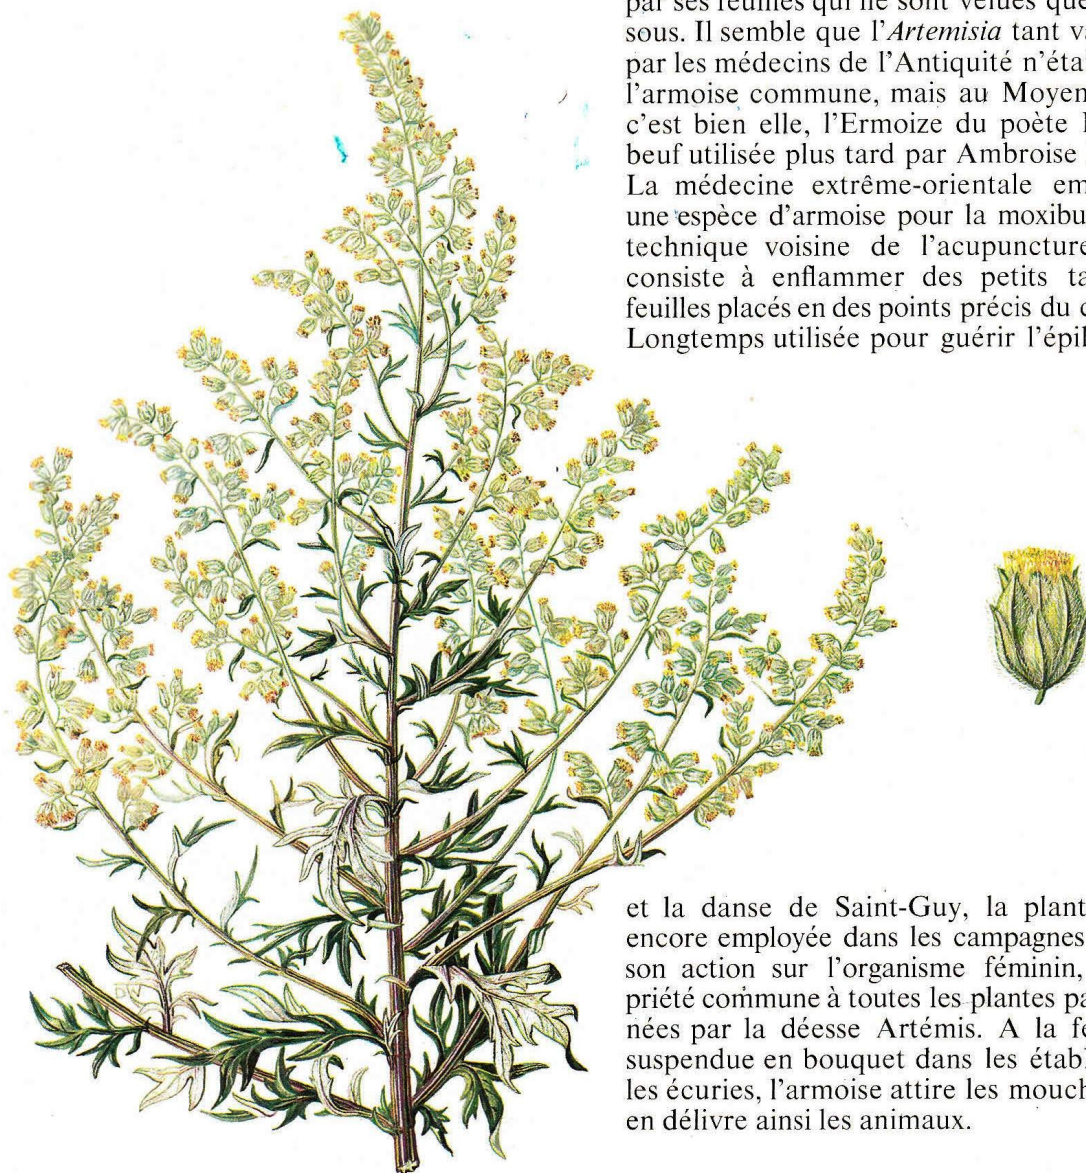 par ses feuilles qui ne sont velues que
sous. Il semble que l'Artemisia tant va
par les médecins de l'Antiquité n'éta
l'armoise commune, mais au Moyen
c'est bien elle, l'Ermoize du poète
beuf utilisée plus tard par Ambroise
La médecine extrême-orientale em
une espèce d'armoise pour la moxibu
technique voisine de l'acupuncture
consiste à enflammer des petits ta
feuilles placés en des points précis du c
Longtemps utilisée pour guérir l'épil
et la danse de Saint-Guy, la plant
encore employée dans les campagnes
son action sur l'organisme féminin,
priété commune à toutes les plantes pa
nées par la déesse Artémis. A la fe
suspendue en bouquet dans les établ
les écuries, l'armoise attire les mouch
en délivre ainsi les animaux.